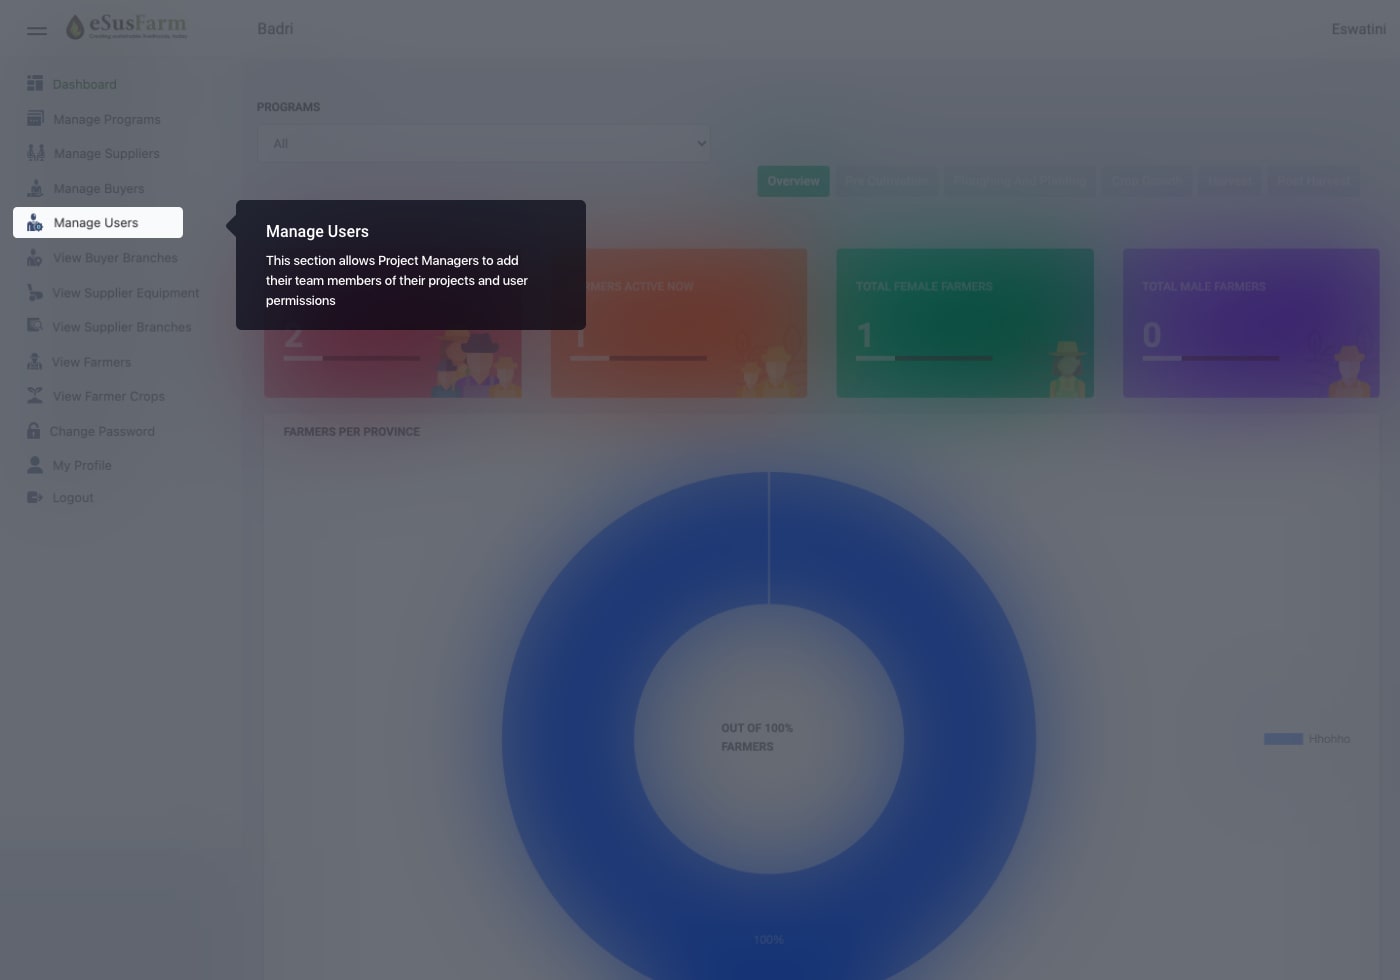 eSusFarm
Badri
Eswatini
Dashboard
Manage Programs
Manage Suppliers
Manage Buyers
Manage Users
View Buyer Branches
View Supplier Equipment
View Supplier Branches
View Farmers
View Farmer Crops
Change Password
My Profile
Logout
PROGRAMS
All
Overview
Pre Cultivation
Ploughing And Planting
Crop Growth
Harvest
Post Harvest
Manage Users
This section allows Project Managers to add
their team members of their projects and user
permissions
2
RMERS ACTIVE NOW
1
TOTAL FEMALE FARMERS
1
TOTAL MALE FARMERS
0
FARMERS PER PROVINCE
OUT OF 100%
FARMERS
100%
Hhohho